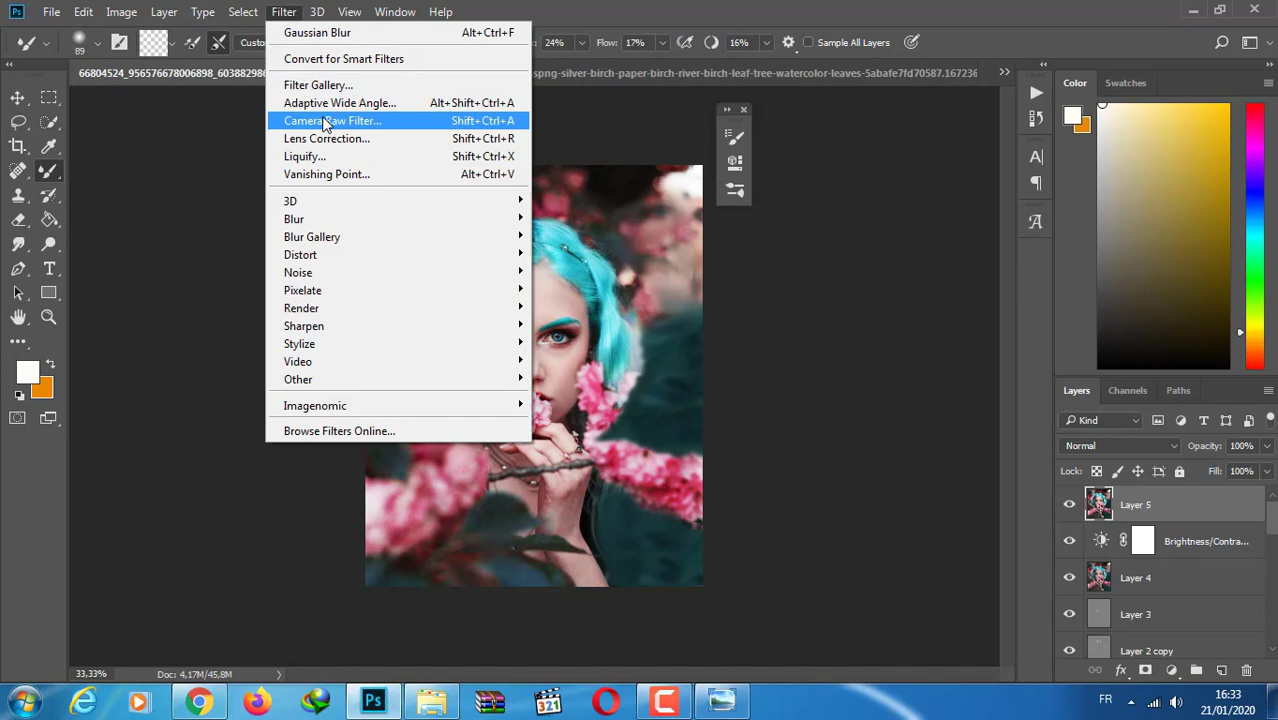 Ps File Edit Image Layer Type Select Filter 3D View Window Help
89 Custo 24% Flow: 17% 16% Sample All Layers
66804524_956576678006898_6038829 spng-silver-birch-paper-birch-river-birch-leaf-tree-watercolor-leaves-5abafe7fd70587.167236
Gaussian Blur Alt+Ctrl+F
Convert for Smart Filters
Filter Gallery...
Adaptive Wide Angle... Alt+Shift+Ctrl+A
Camera Raw Filter... Shift+Ctrl+A
Lens Correction... Shift+Ctrl+R
Liquify... Shift+Ctrl+X
Vanishing Point... Alt+Ctrl+V
3D
Blur
Blur Gallery
Distort
Noise
Pixelate
Render
Sharpen
Stylize
Video
Other
Imagenomic
Browse Filters Online...
Color Swatches
Layers Channels Paths
Kind
Normal Opacity: 100%
Lock: Fill: 100%
Layer 5
Brightness/Contra...
Layer 4
Layer 3
Layer 2 copy
33,33% Doc: 4,17M/45,8M
321 Ps FR 16:33
21/01/2020